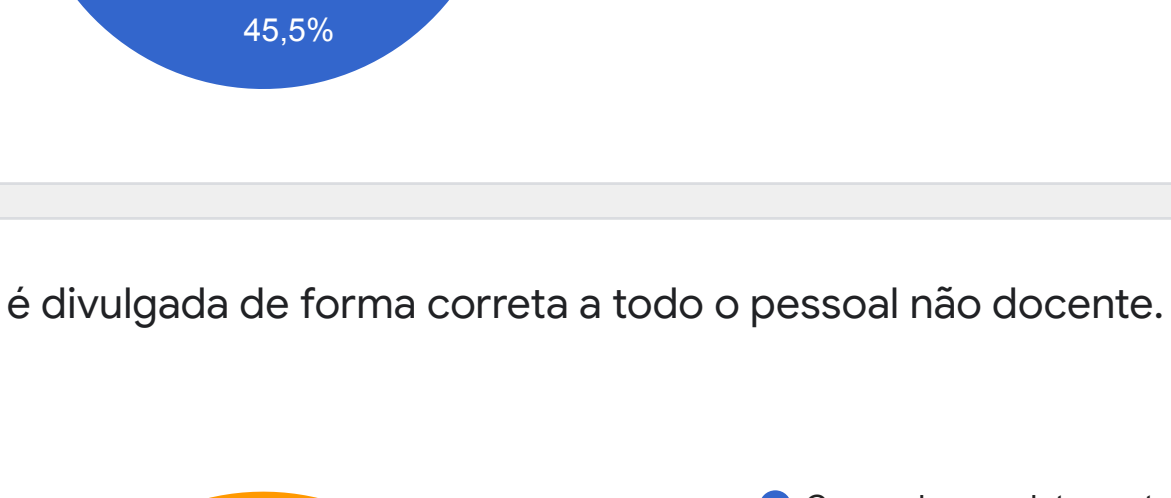 45,5%
é divulgada de forma correta a todo o pessoal não docente.